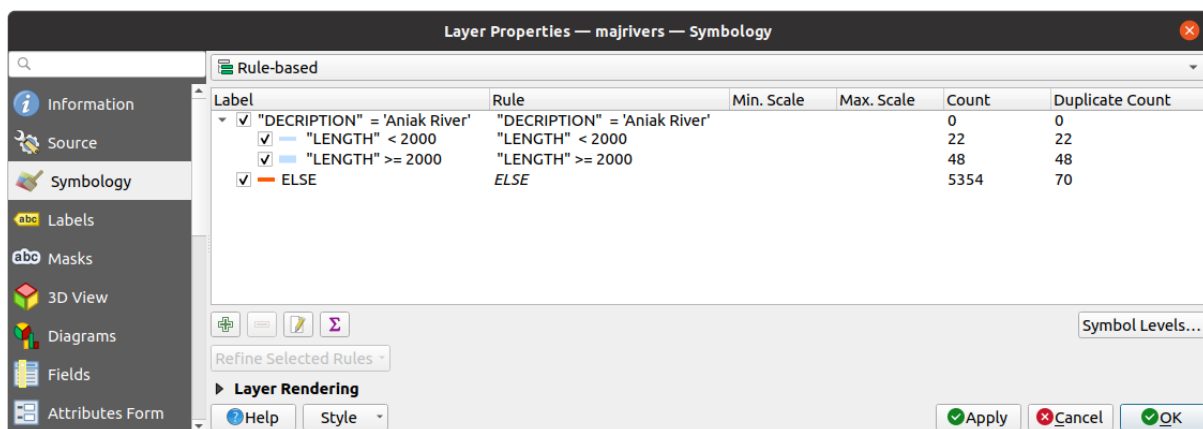 Layer Properties — majrivers — Symbology
Rule-based
Information
Source
Symbology
Labels
Masks
3D View
Diagrams
Fields
Attributes Form
Label Rule Min. Scale Max. Scale Count Duplicate Count
"DECRIPTION" = 'Aniak River' "DECRIPTION" = 'Aniak River' 0 0
"LENGTH" < 2000 "LENGTH" < 2000 22 22
"LENGTH" >= 2000 "LENGTH" >= 2000 48 48
ELSE ELSE 5354 70
Symbol Levels...
Refine Selected Rules
Layer Rendering
Help Style Apply Cancel OK
abc
abc
Σ